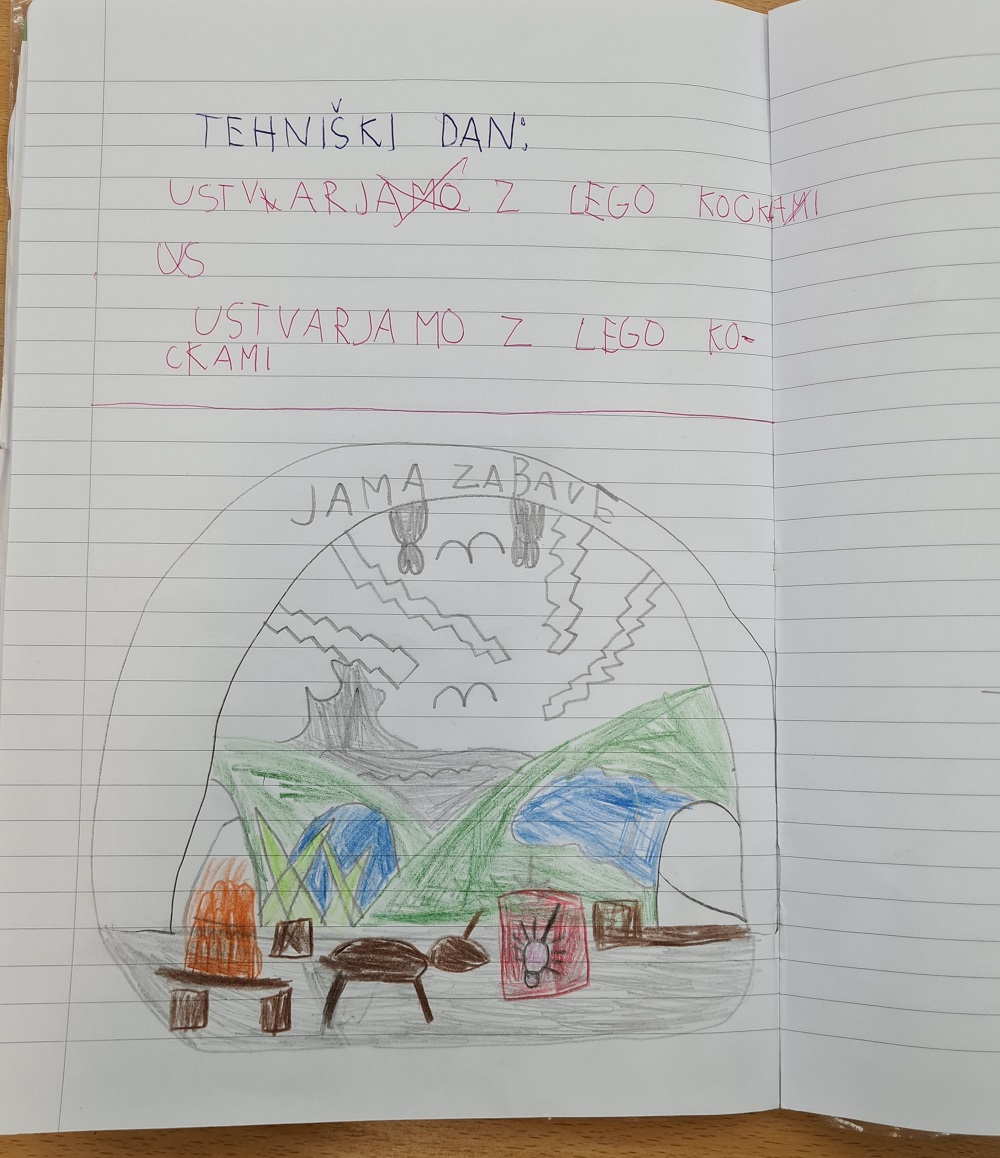 TEHNIŠKI DAN:
USTVARJAMO Z LEGO KOCKAMI
US
USTVARJAMO Z LEGO KO-
CKAMI
JAMA ZABAVE